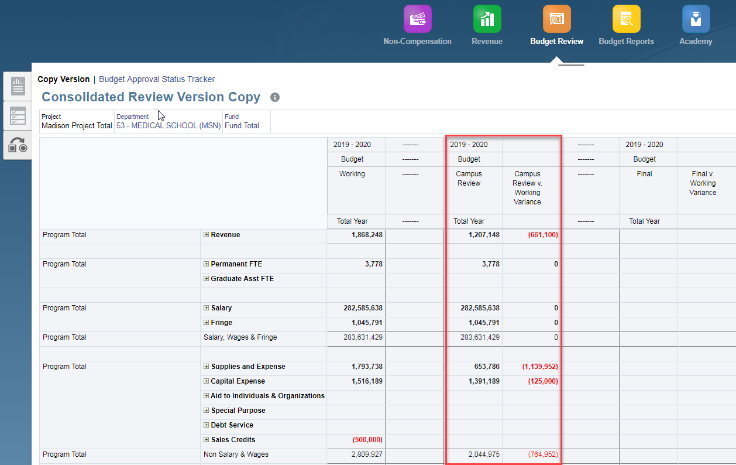 Non-Compensation Revenue Budget Review Budget Reports Academy
Copy Version | Budget Approval Status Tracker
Consolidated Review Version Copy
Project Department Fund
Madison Project Total 53 - MEDICAL SCHOOL (MSN) Fund Total
2019 - 2020 ------- 2019 - 2020 ------- 2019 - 2020
Budget ------- Budget ------- Budget
Working ------- Campus Review Campus Review v. Working Variance ------- Final Final v Working Variance
Total Year ------- Total Year ------- Total Year
Program Total Revenue 1,868,248 1,207,148 (661,100)
Program Total Permanent FTE 3,778 3,778 0
Graduate Asst FTE
Program Total Salary 282,585,638 282,585,638 0
Program Total Fringe 1,045,791 1,045,791 0
Program Total Salary, Wages & Fringe 283,631,429 283,631,429 0
Program Total Supplies and Expense 1,793,738 653,786 (1,139,952)
Capital Expense 1,516,189 1,391,189 (125,000)
Aid to Individuals & Organizations
Special Purpose
Debt Service
Sales Credits (500,000)
Program Total Non Salary & Wages 2,809,927 2,044,975 (764,952)